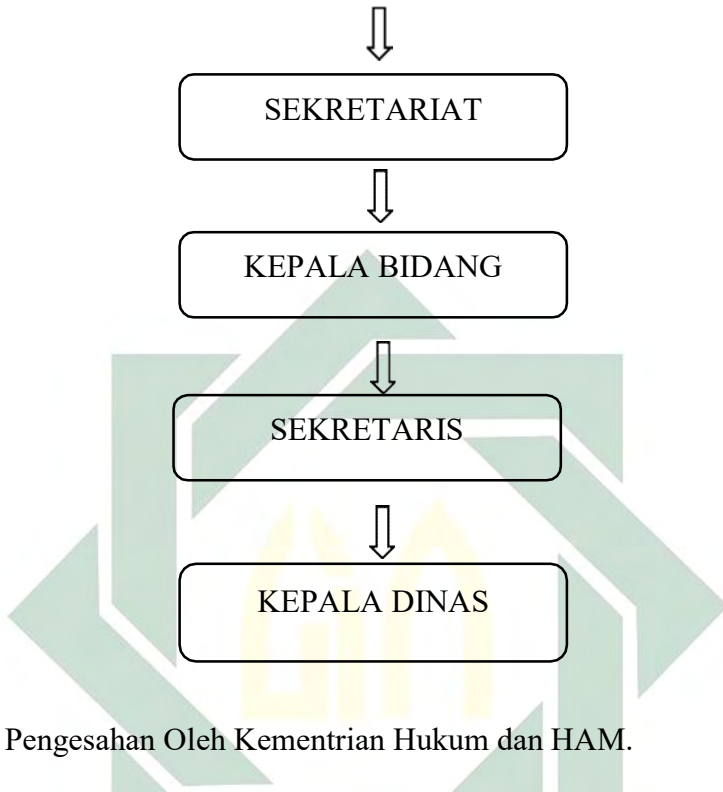 SEKRETARIAT
KEPALA BIDANG
SEKRETARIS
KEPALA DINAS
Pengesahan Oleh Kementrian Hukum dan HAM.